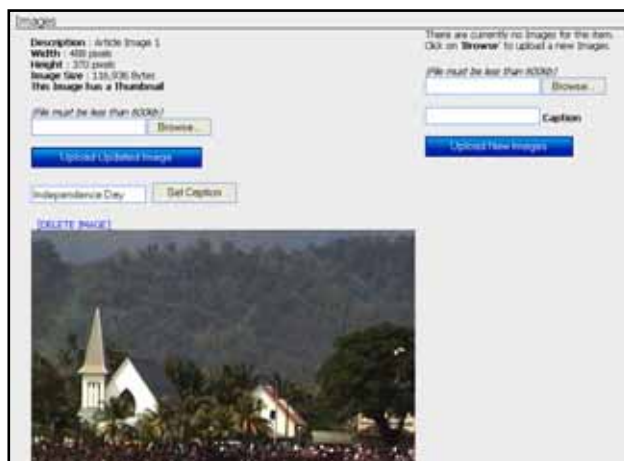 Images
Description : Article Image 1
Width : 488 pixels
Height : 370 pixels
Image Size : 116,936 Bytes
This Image has a Thumbnail
(File must be less than 600kb)
Browse...
Upload Updated Image
Independence Day
Set Caption
[DELETE IMAGE]
There are currently no Images for the item.
Click on 'Browse' to upload a new Images.
(File must be less than 600kb)
Browse...
Caption
Upload New Images